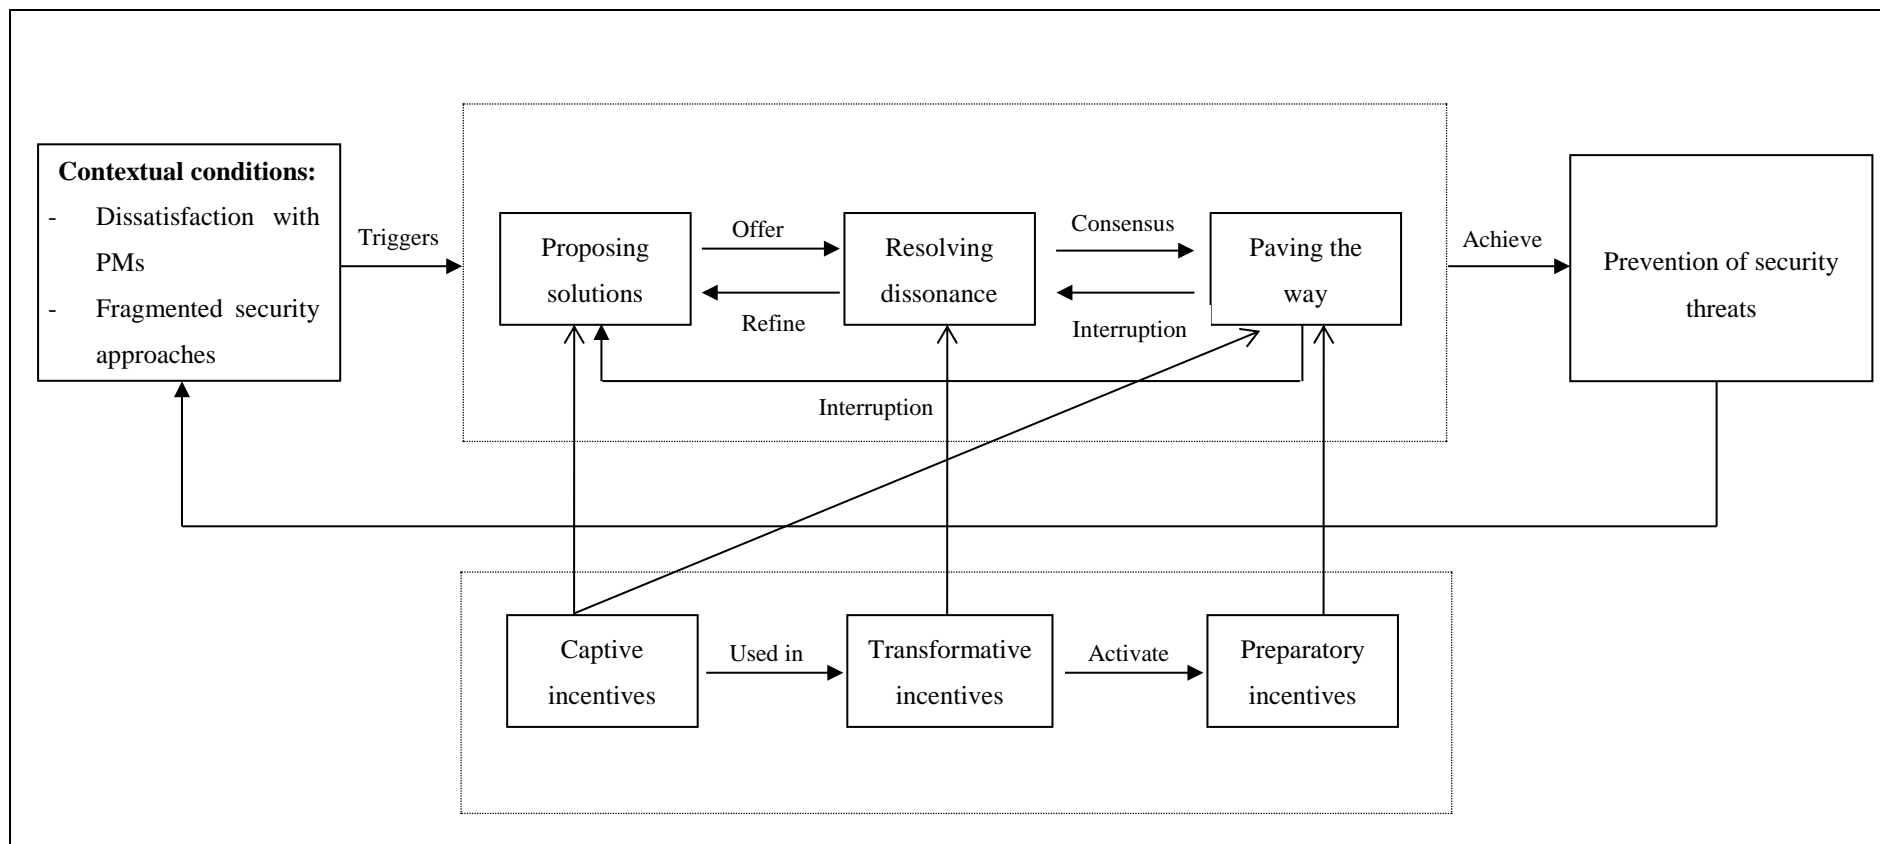 Contextual conditions:
- Dissatisfaction with
PMs
- Fragmented security
approaches
Triggers
Proposing
solutions
Offer
Refine
Resolving
dissonance
Consensus
Interruption
Paving the
way
Interruption
Achieve
Prevention of security
threats
Captive
incentives
Used in
Transformative
incentives
Activate
Preparatory
incentives